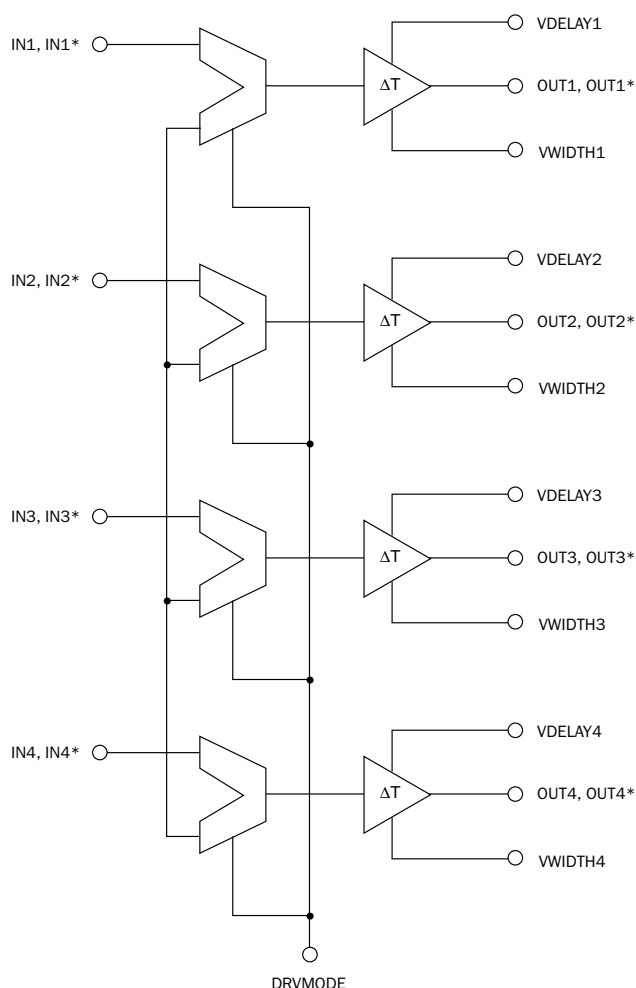 VDELAY1
IN1, IN1*
ΔT
OUT1, OUT1*
VWIDTH1
VDELAY2
IN2, IN2*
ΔT
OUT2, OUT2*
VWIDTH2
VDELAY3
IN3, IN3*
ΔT
OUT3, OUT3*
VWIDTH3
VDELAY4
IN4, IN4*
ΔT
OUT4, OUT4*
VWIDTH4
DRVMODE